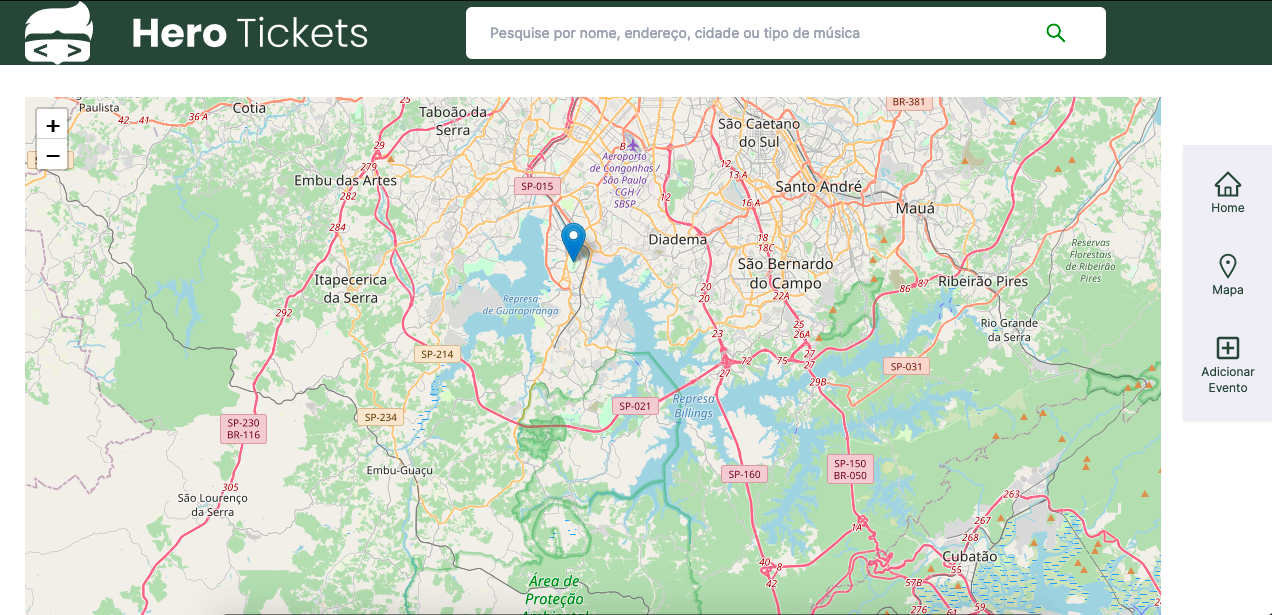 Hero Tickets
Pesquise por nome, endereço, cidade ou tipo de música
+
−
Paulista
Cotia
41 42
36 A
25
Taboão da
Serra
29
279
Embu das Artes
282
284
SP-015
Aeroporto
de Congonhas /
São Paulo
CGH /
SBSP
12
São Caetano
do Sul
BR-381
12
13 A
16 A
Santo André
Mauá
Diadema
18
18C
São Bernardo
do Campo
22A
20
20
23
25
26A
27
27
72
75
29B
86 87
Ribeirão Pires
Reservas
Florestais
de Ribeirão
Pires
Rio Grande
da Serra
Itapecerica
da Serra
292
Represa
de Guarapiranga
SP-214
SP-234
SP-230
BR-116
305
Embu-Guaçu
São Lourenço
da Serra
SP-021
Represa
Billings
SP-031
SP-160
SP-150
BR-050
40
42
8
1A
263
267
268
Cubatão
55
57B
62
Área de
Proteção
Ambiental
Home
Mapa
Adicionar
Evento